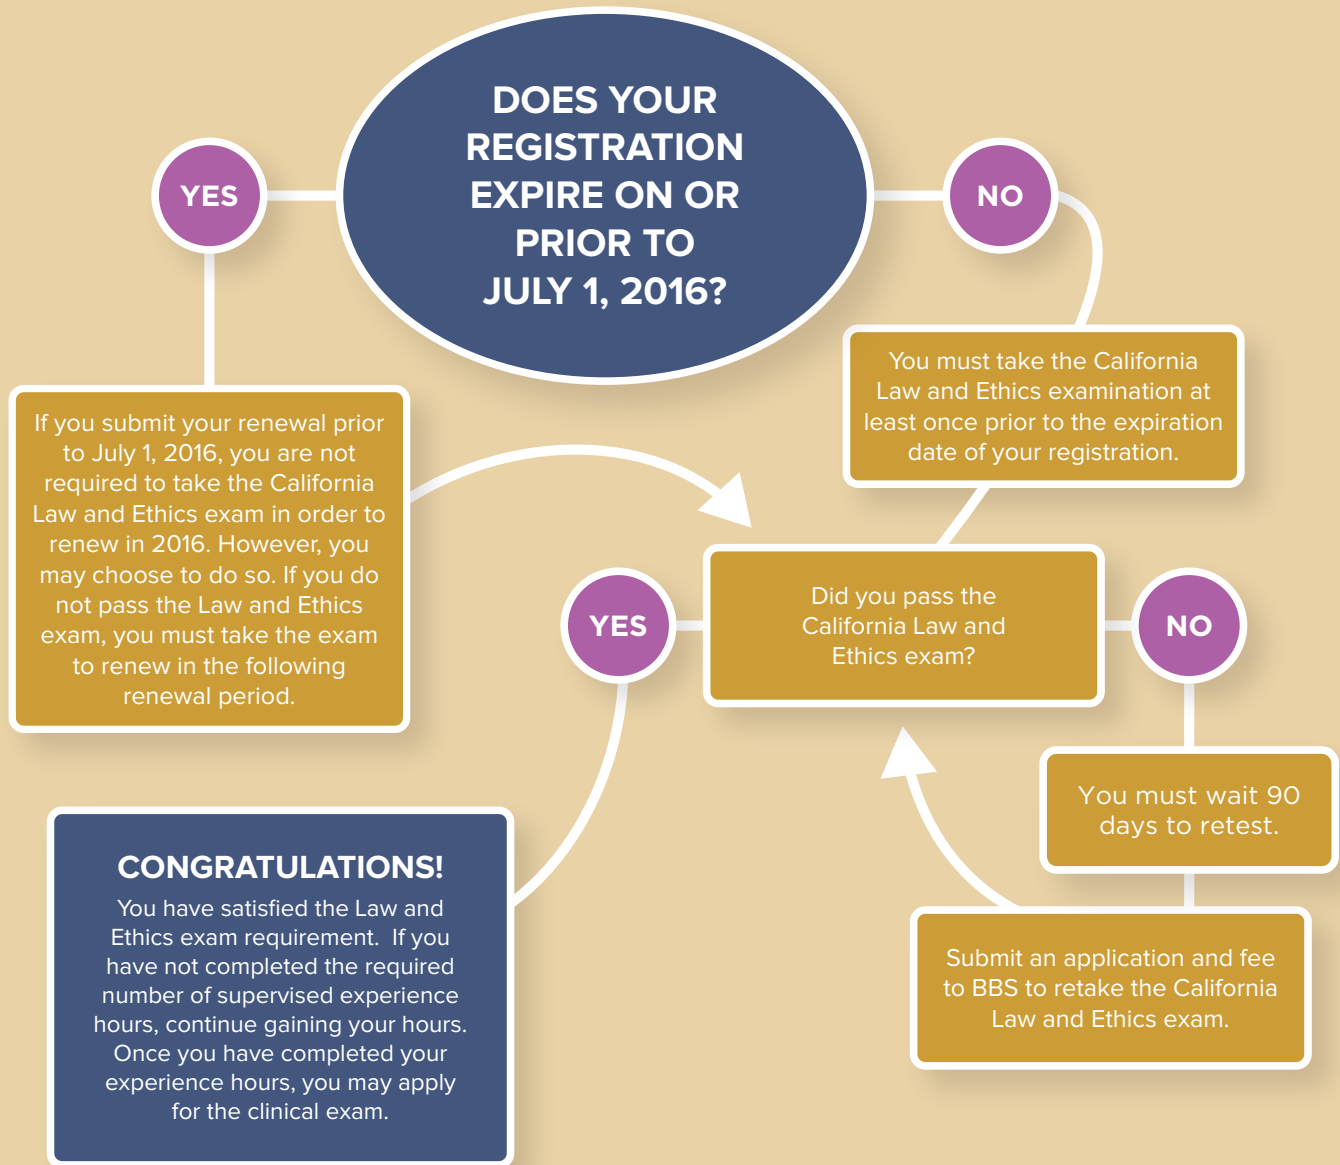 DOES YOUR
REGISTRATION
EXPIRE ON OR
PRIOR TO
JULY 1, 2016?
YES
NO
If you submit your renewal prior
to July 1, 2016, you are not
required to take the California
Law and Ethics exam in order to
renew in 2016. However, you
may choose to do so. If you do
not pass the Law and Ethics
exam, you must take the exam
to renew in the following
renewal period.
You must take the California
Law and Ethics examination at
least once prior to the expiration
date of your registration.
Did you pass the
California Law and
Ethics exam?
YES
NO
You must wait 90
days to retest.
Submit an application and fee
to BBS to retake the California
Law and Ethics exam.
CONGRATULATIONS!
You have satisfied the Law and
Ethics exam requirement.  If you
have not completed the required
number of supervised experience
hours, continue gaining your hours.
Once you have completed your
experience hours, you may apply
for the clinical exam.